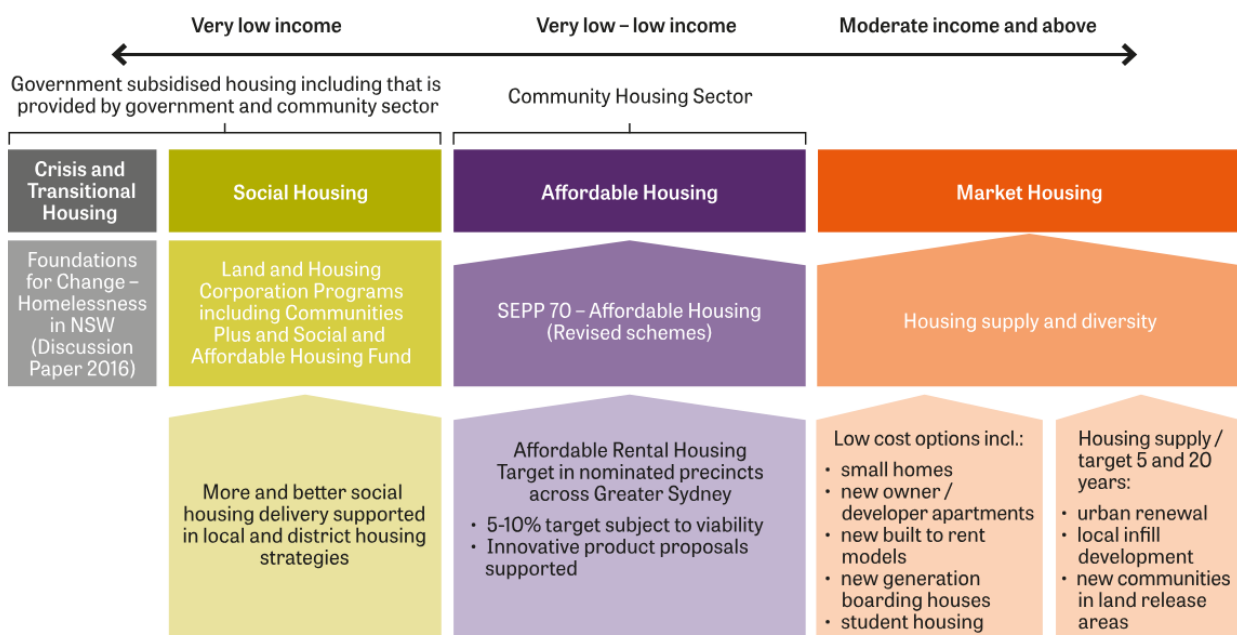 Very low income
Very low – low income
Moderate income and above
Government subsidised housing including that is
provided by government and community sector
Community Housing Sector
Crisis and
Transitional
Housing
Social Housing
Affordable Housing
Market Housing
Foundations
for Change –
Homelessness
in NSW
(Discussion
Paper 2016)
Land and Housing
Corporation Programs
including Communities
Plus and Social and
Affordable Housing Fund
SEPP 70 – Affordable Housing
(Revised schemes)
Housing supply and diversity
More and better social
housing delivery supported
in local and district housing
strategies
Affordable Rental Housing
Target in nominated precincts
across Greater Sydney
• 5-10% target subject to viability
• Innovative product proposals
supported
Low cost options incl.:
• small homes
• new owner /
developer apartments
• new built to rent
models
• new generation
boarding houses
• student housing
Housing supply /
target 5 and 20
years:
• urban renewal
• local infill
development
• new communities
in land release
areas